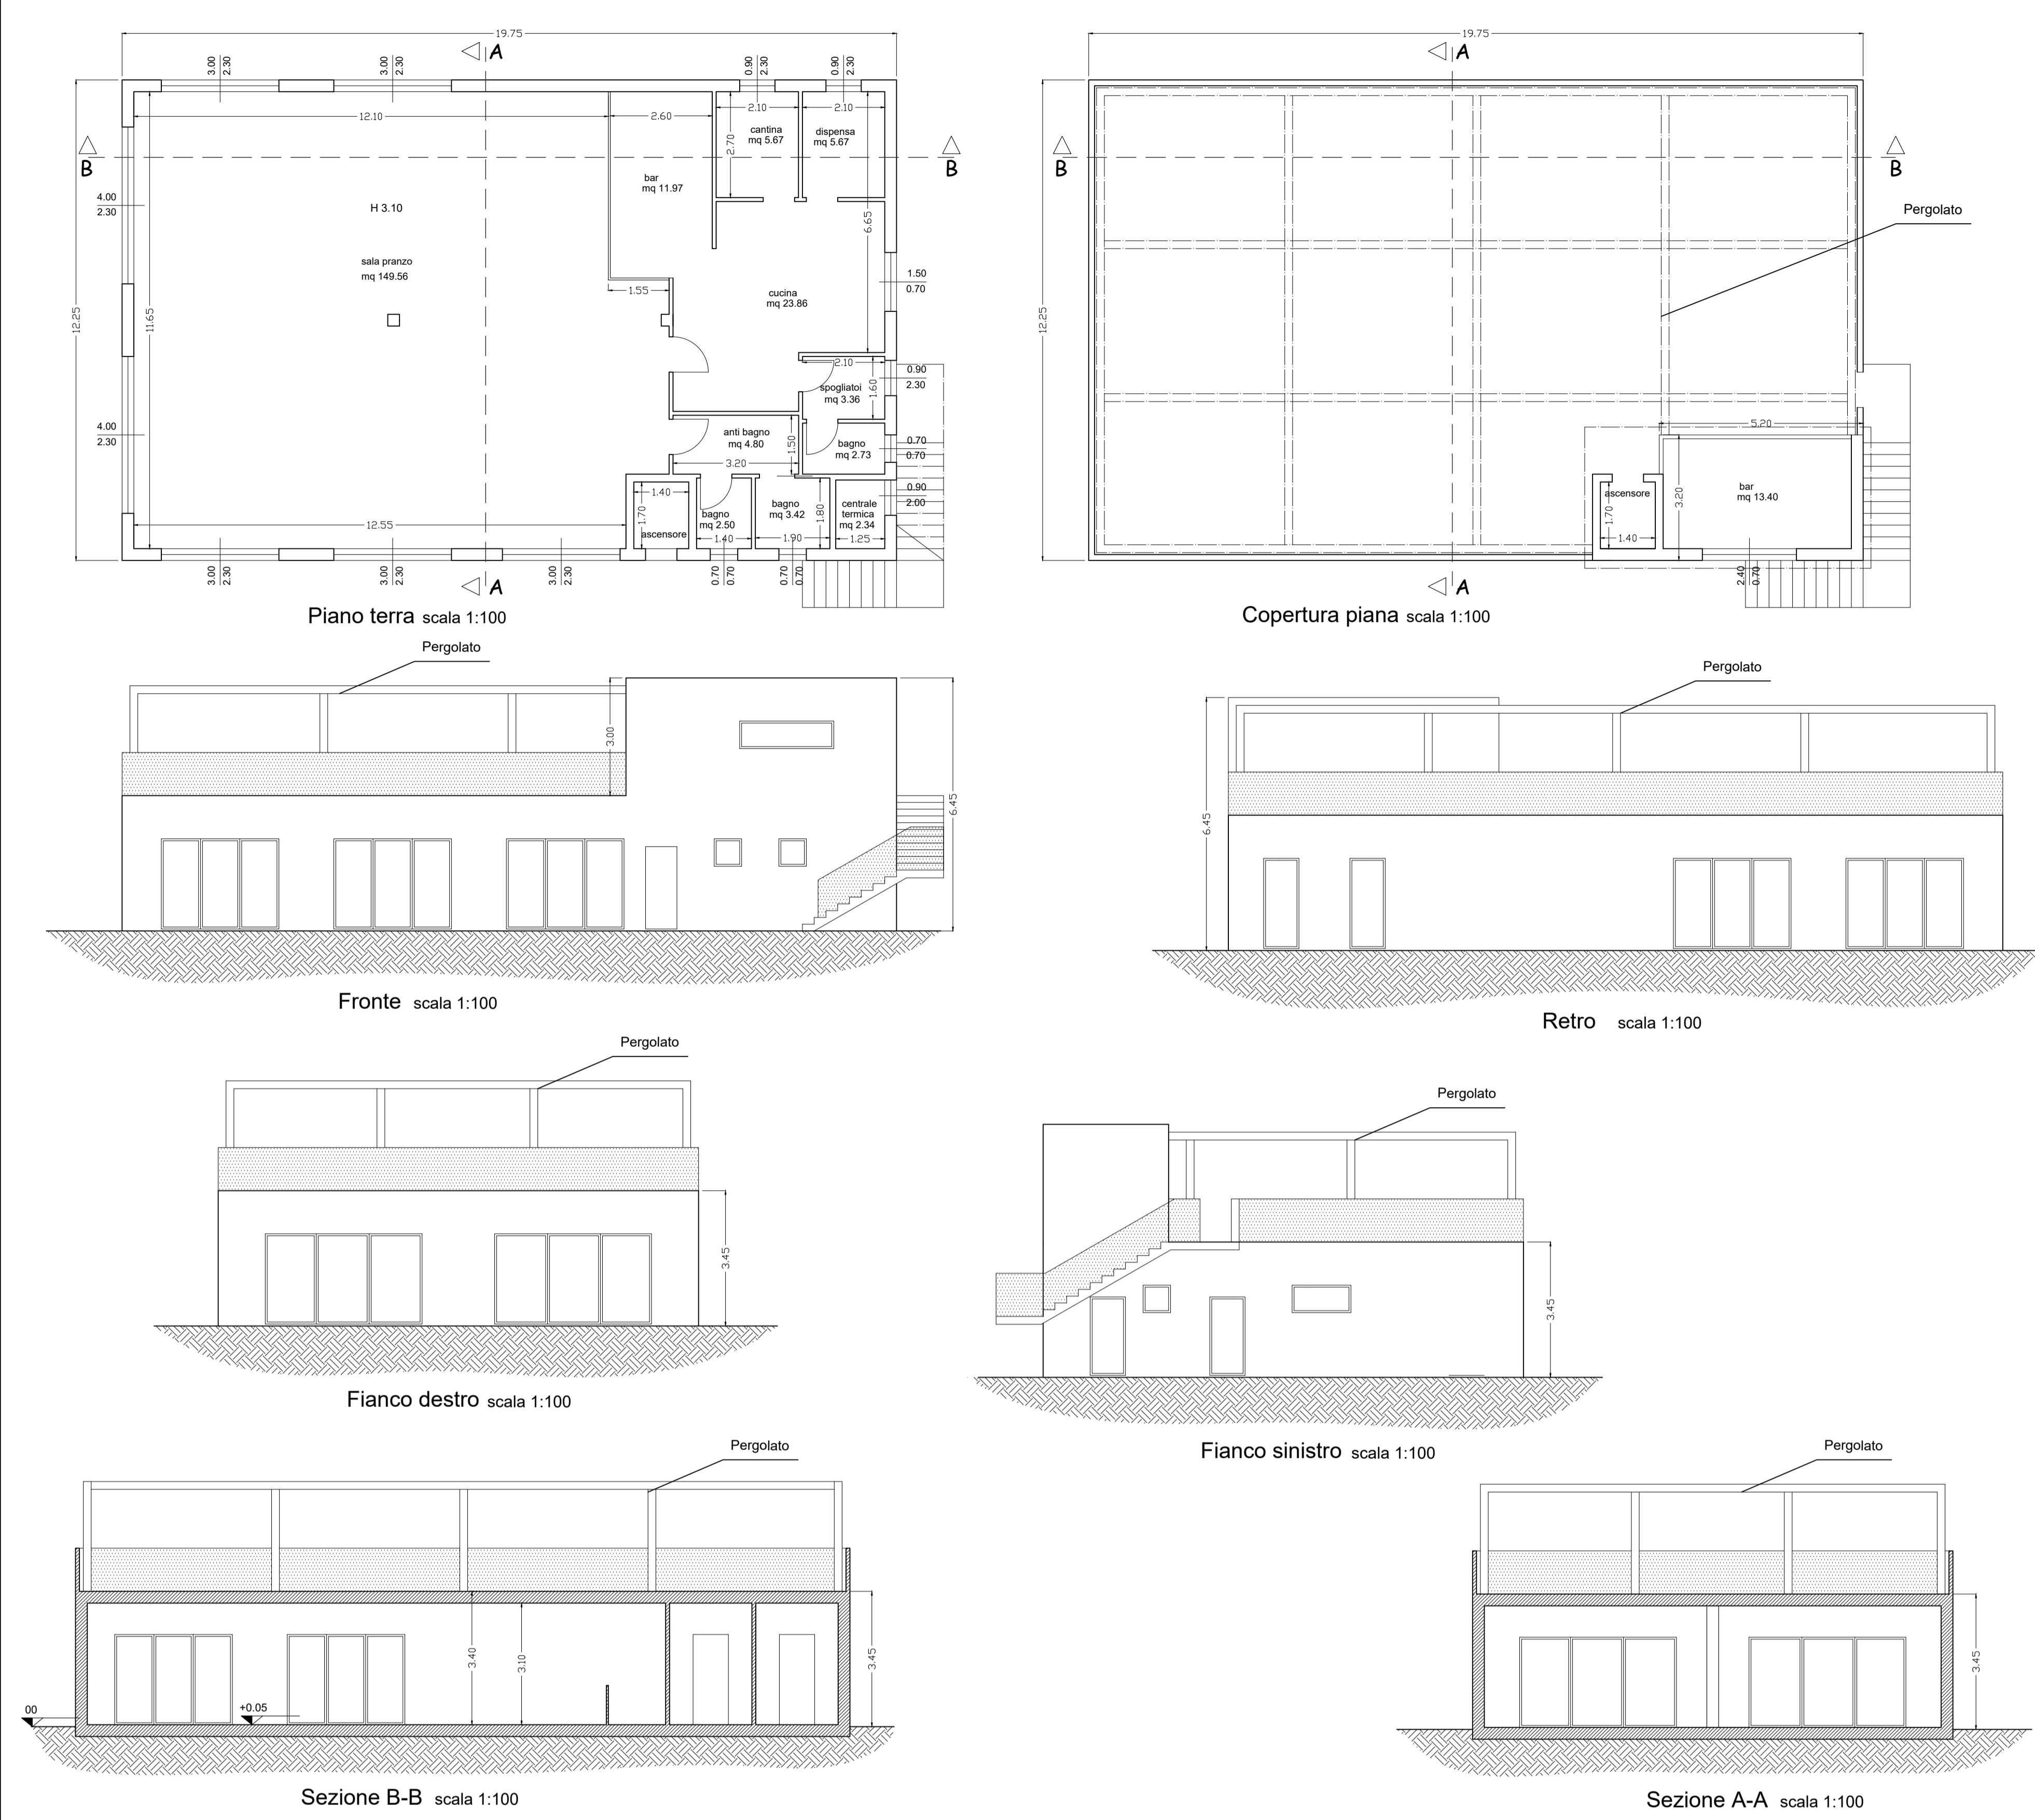 19.75
A
3.00
2.30
3.00
2.30
0.90
2.30
0.90
2.30
12.10
2.60
2.10
2.10
cantina
mq 5.67
dispensa
mq 5.67
2.70
B
B
bar
mq 11.97
4.00
2.30
H 3.10
6.65
sala pranzo
mq 149.56
1.50
0.70
1.55
cucina
mq 23.86
12.25
11.65
2.10
0.90
2.30
spogliatoi
mq 3.36
1.60
4.00
2.30
anti bagno
mq 4.80
1.50
bagno
mq 2.73
0.70
0.70
3.20
1.40
1.70
ascensore
bagno
mq 2.50
1.40
bagno
mq 3.42
1.80
1.90
centrale
termica
mq 2.34
1.25
0.90
2.00
12.55
3.00
2.30
3.00
2.30
3.00
2.30
0.70
0.70
0.70
0.70
A
Piano terra scala 1:100
19.75
A
B
B
Pergolato
12.25
5.20
ascensore
1.70
1.40
3.20
bar
mq 13.40
2.40
0.70
A
Copertura piana scala 1:100
Pergolato
3.00
6.45
Fronte scala 1:100
Pergolato
6.45
Retro scala 1:100
Pergolato
3.45
Fianco destro scala 1:100
Pergolato
3.45
Fianco sinistro scala 1:100
Pergolato
3.40
3.10
3.45
00
+0.05
Sezione B-B scala 1:100
Pergolato
3.45
Sezione A-A scala 1:100